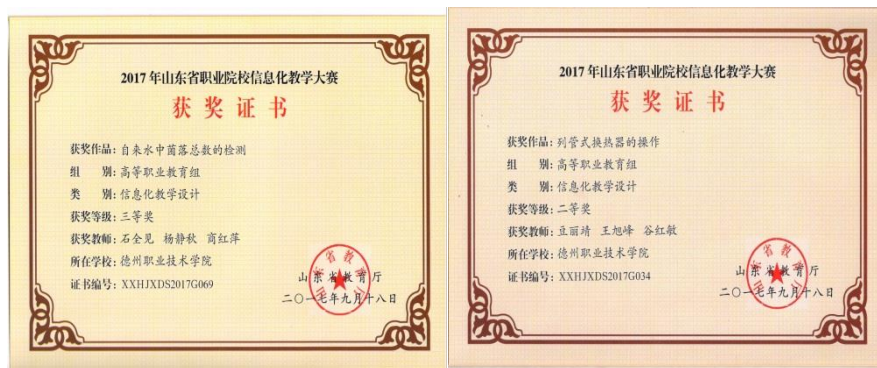 2017 年山东省职业院校信息化教学大赛
获 奖 证 书
获奖作品: 自来水中菌落总数的检测
组 别: 高等职业教育组
类 别: 信息化教学设计
获奖等级: 三等奖
获奖教师: 石全见 杨静秋 商红萍
所在学校: 德州职业技术学院
证书编号: XXHJXDS2017G069
山东省教育厅
二〇一七年九月十八日
2017 年山东省职业院校信息化教学大赛
获 奖 证 书
获奖作品: 列管式换热器的操作
组 别: 高等职业教育组
类 别: 信息化教学设计
获奖等级: 二等奖
获奖教师: 亘丽靖 王旭峰 谷红敏
所在学校: 德州职业技术学院
证书编号: XXHJXDS2017G034
山东省教育厅
二〇一七年九月十八日